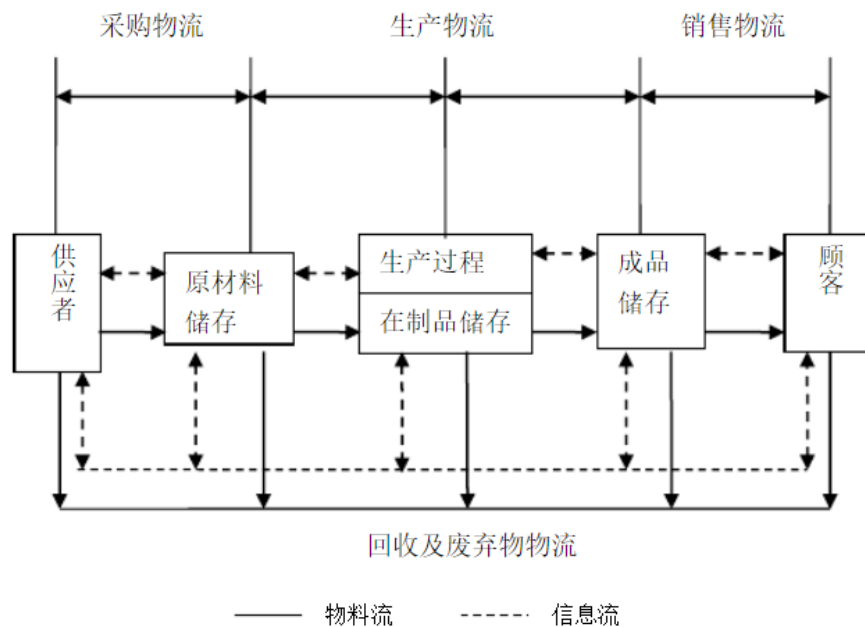 采购物流
生产物流
销售物流
供应者
原材料
储存
生产过程
在制品储存
成品
储存
顾客
回收及废弃物物流
物料流
信息流